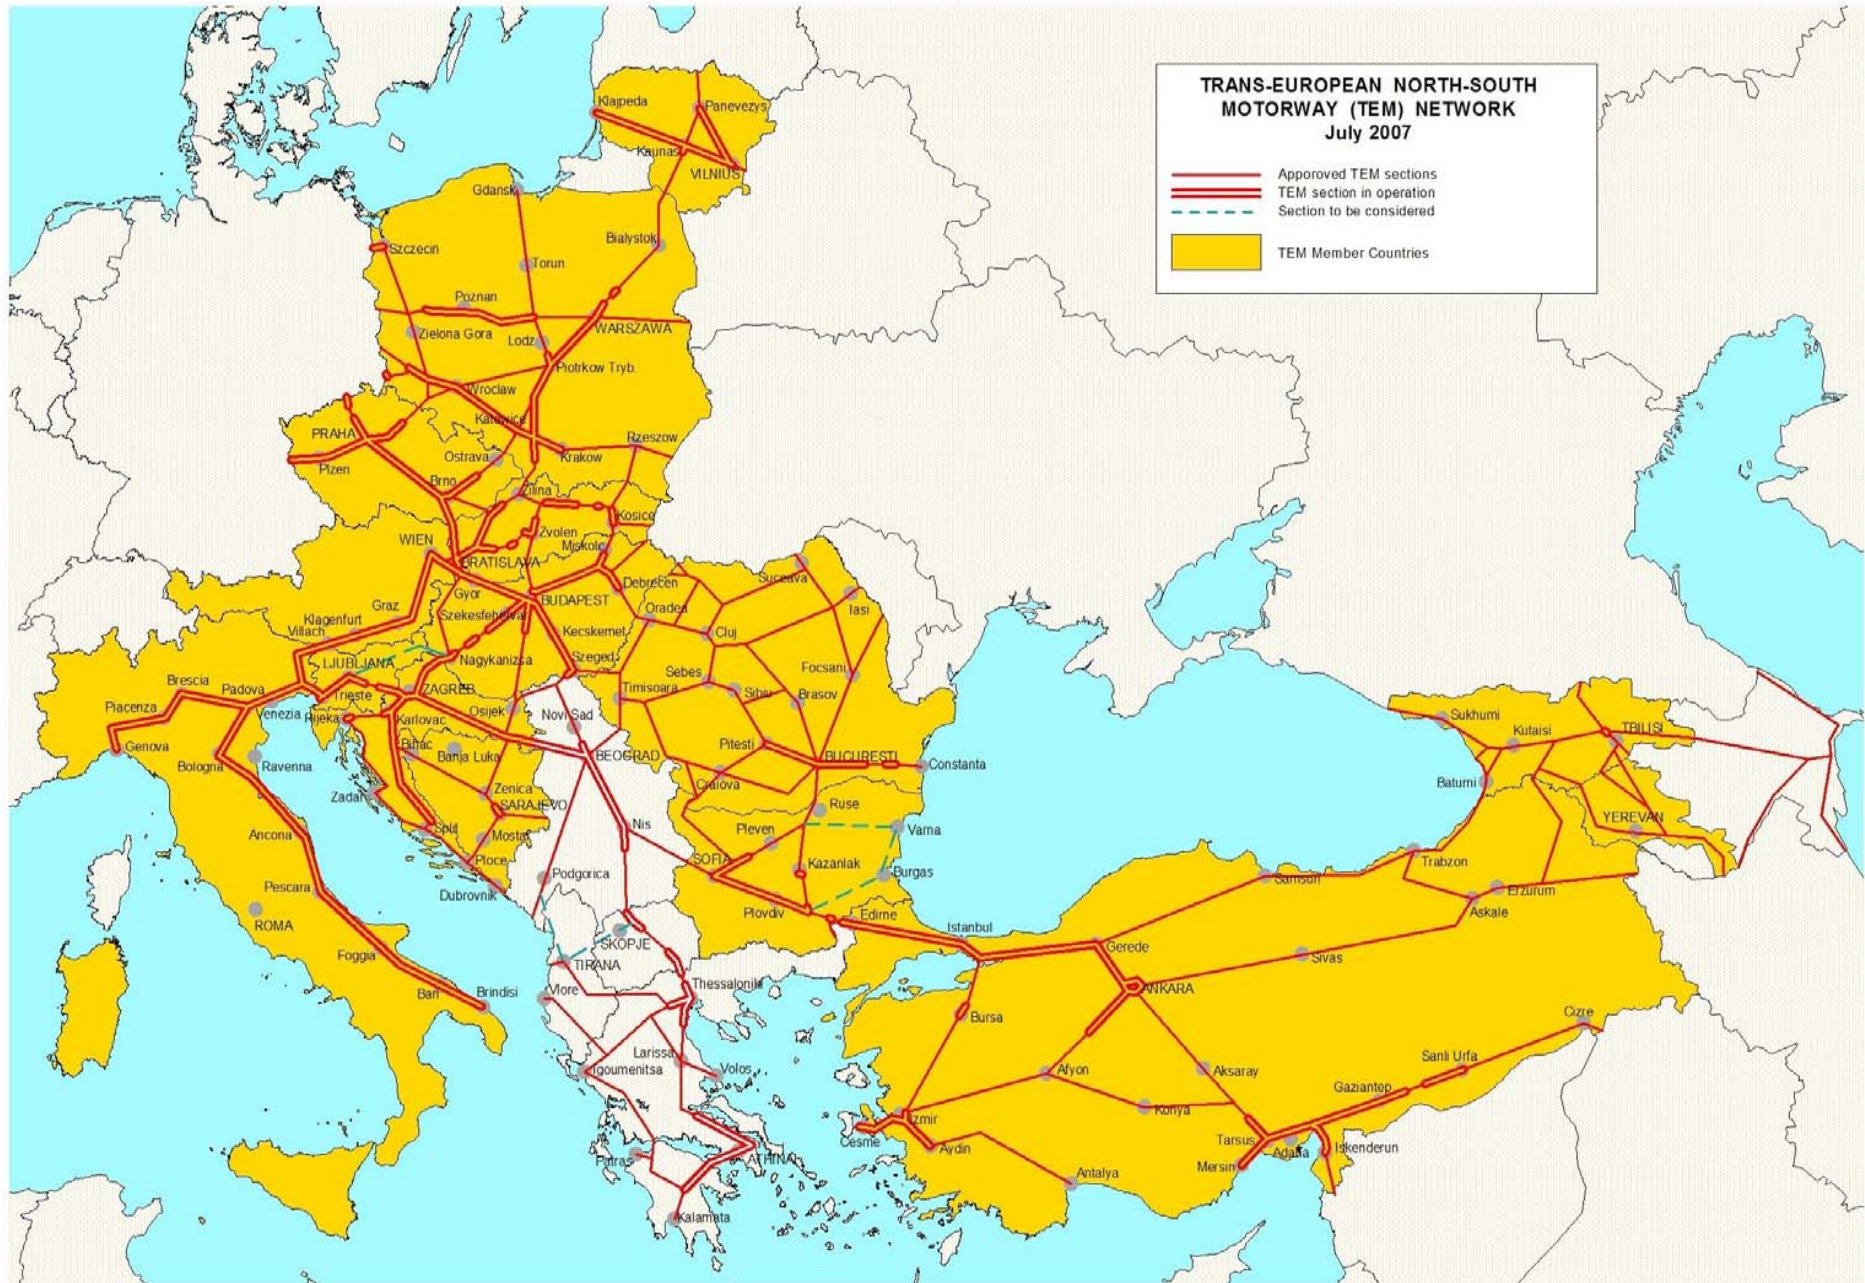 TRANS-EUROPEAN NORTH-SOUTH
MOTORWAY (TEM) NETWORK
July 2007
Apporoved TEM sections
TEM section in operation
Section to be considered
TEM Member Countries
Klajpeda
Panevezys
Kaunas
VILNIUS
Gdansk
Szczecin
Bialystok
Torun
Poznan
Zielona Gora
WARSZAWA
Lodz
Piotrkow Tryb.
Wroclaw
Katowice
PRAHA
Rzeszow
Plzen
Ostrava
Krakow
Brno
Zilina
Kosice
WIEN
Zvolen
Miskolc
BRATISLAVA
Suceava
Debrecen
Gyor
BUDAPEST
Iasi
Graz
Szekesfehervar
Oradea
Klagenfurt
Villach
Kecskemet
Cluj
LJUBLJANA
Nagykanizsa
Szeged
Focsani
Sebes
Brescia
Padova
Trieste
ZAGREB
Timisoara
Sibiu
Brasov
Piacenza
Venezia
Rijeka
Karlovac
Osijek
Novi Sad
Sukhumi
Kutaisi
TBILISI
Genova
Bihac
Banja Luka
BEOGRAD
Pitesti
BUCURESTI
Constanta
Bologna
Ravenna
Zadar
Zenica
Craiova
Batumi
SARAJEVO
Ruse
YEREVAN
Ancona
Split
Mostar
Nis
Pleven
Varna
Ploce
SOFIA
Kazanlak
Trabzon
Pescara
Dubrovnik
Podgorica
Burgas
Samsun
Erzurum
ROMA
Plovdiv
Edirne
Askale
Istanbul
SKOPJE
Gerede
Foggia
TIRANA
Sivas
Bari
Brindisi
Vlore
Thessaloniki
ANKARA
Bursa
Cizre
Larissa
Igoumenitsa
Volos
Afyon
Aksaray
Sanli Urfa
Gaziantep
Konya
Izmir
Cesme
Aydin
Tarsus
Adana
Iskenderun
Patras
ATHINAI
Mersin
Antalya
Kalamata